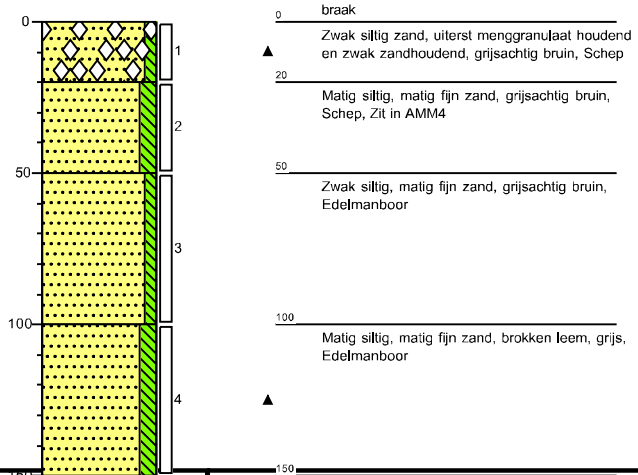 braak
0
0
Zwak siltig zand, uiterst menggranulaat houdend
en zwak zandhoudend, grijsachtig bruin, Schep
1
20
Matig siltig, matig fijn zand, grijsachtig bruin,
Schep, Zit in AMM4
2
50
50
Zwak siltig, matig fijn zand, grijsachtig bruin,
Edelmanboor
3
100
100
Matig siltig, matig fijn zand, brokken leem, grijs,
Edelmanboor
4
150
150